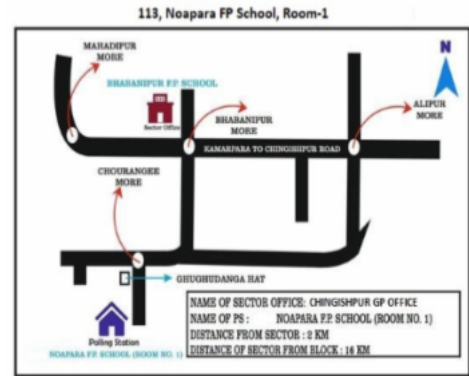 113, Noapara FP School, Room-1
MAHADIPUR
MORE
BHABANIPUR F.P. SCHOOL
N
Sector Office
BHABANIPUR
MORE
ALIPUR
MORE
KAMARPARA TO CHINGISHPUR ROAD
CHOURANGEE
MORE
GHUGHUDANGA HAT
Polling Station
NOAPARA F.P. SCHOOL (ROOM NO. 1)
NAME OF SECTOR OFFICE: CHINGISHPUR GP OFFICE
NAME OF PS : NOAPARA F.P. SCHOOL (ROOM NO. 1)
DISTANCE FROM SECTOR : 2 KM
DISTANCE OF SECTOR FROM BLOCK : 16 KM